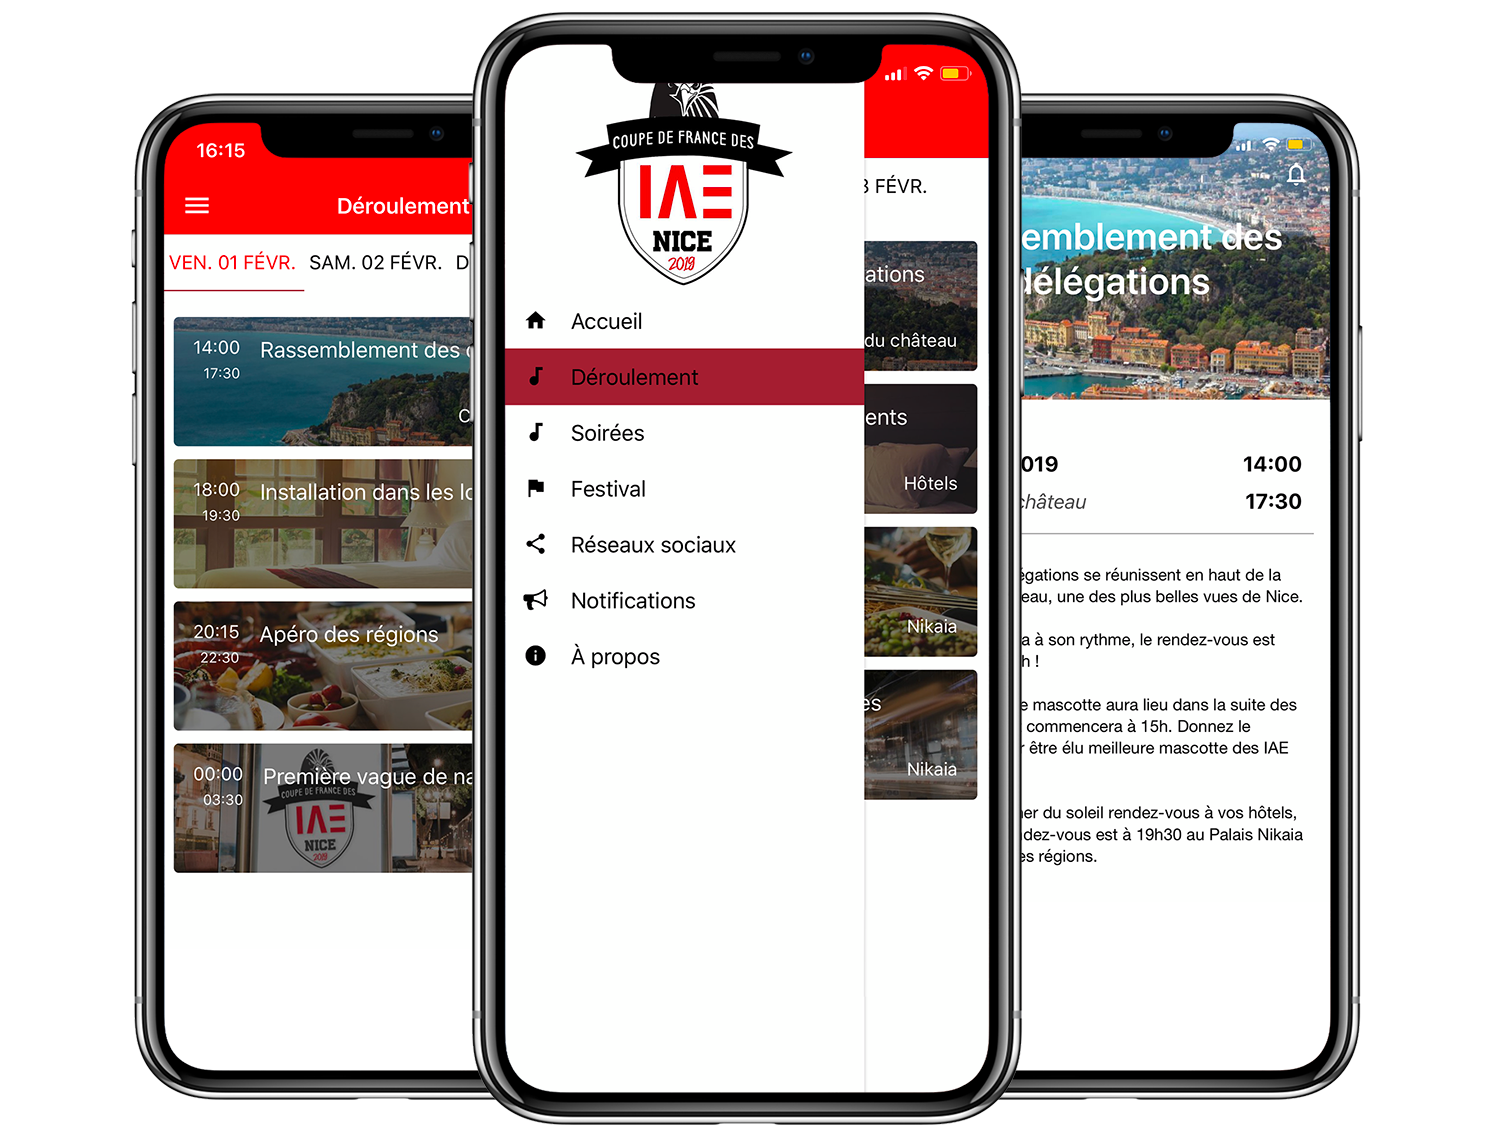 16:15
Déroulement
VEN. 01 FÉVR. SAM. 02 FÉVR. D
14:00 Rassemblement des
17:30
18:00 Installation dans les
19:30
20:15 Apéro des régions
22:30
00:00 Première vague de
03:30
COUPE DE FRANCE DES
IAE
NICE
2019
COUPE DE FRANCE DES
IAE
NICE
2019
Accueil
Déroulement
Soirées
Festival
Réseaux sociaux
Notifications
À propos
FÉVR.
ations
du château
ents
Hôtels
Nikaia
es
Nikaia
emblement des
délégations
019 14:00
château 17:30
égations se réunissent en haut de la
eau, une des plus belles vues de Nice.
a à son rythme, le rendez-vous est
h !
e mascotte aura lieu dans la suite des
commencera à 15h. Donnez le
r être élu meilleure mascotte des IAE
er du soleil rendez-vous à vos hôtels,
dez-vous est à 19h30 au Palais Nikaia
es régions.